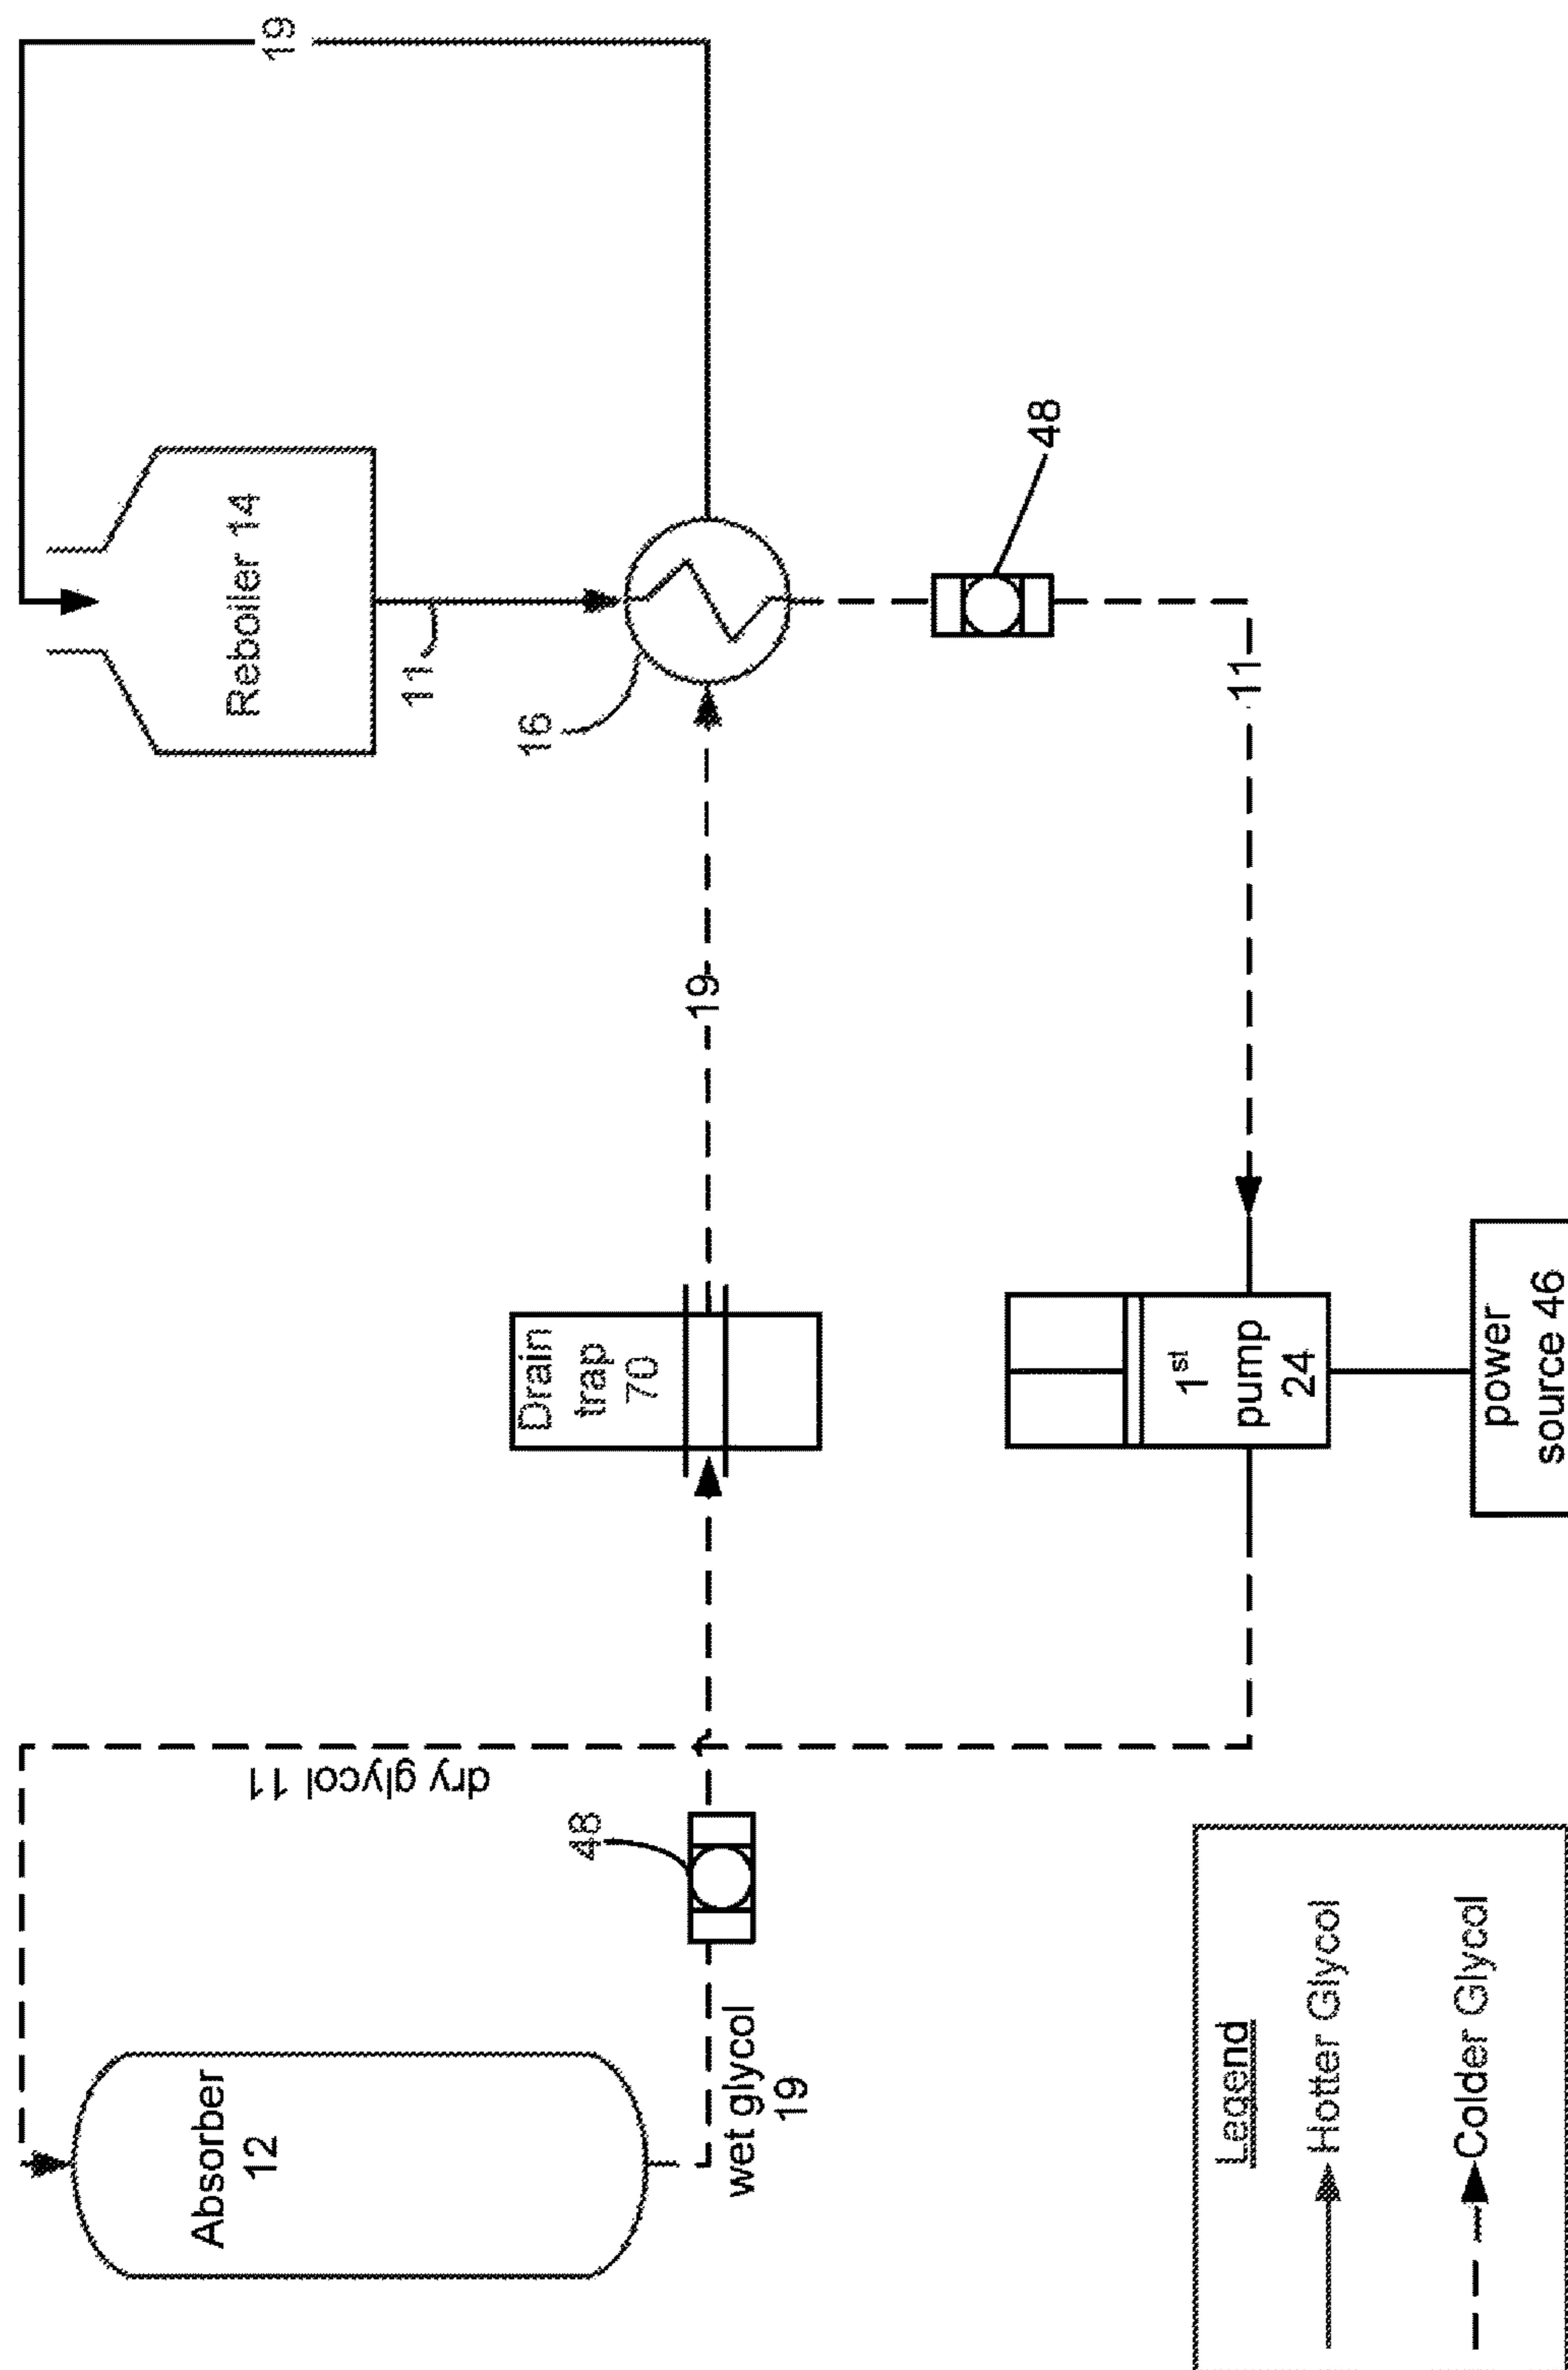 19
Reboiler 14
11
16
48
19
11
Drain
trap
70
1st
pump
24
power
source 46
dry glycol 11
48
Absorber
12
wet glycol
19
Legend
Hotter Glycol
Colder Glycol